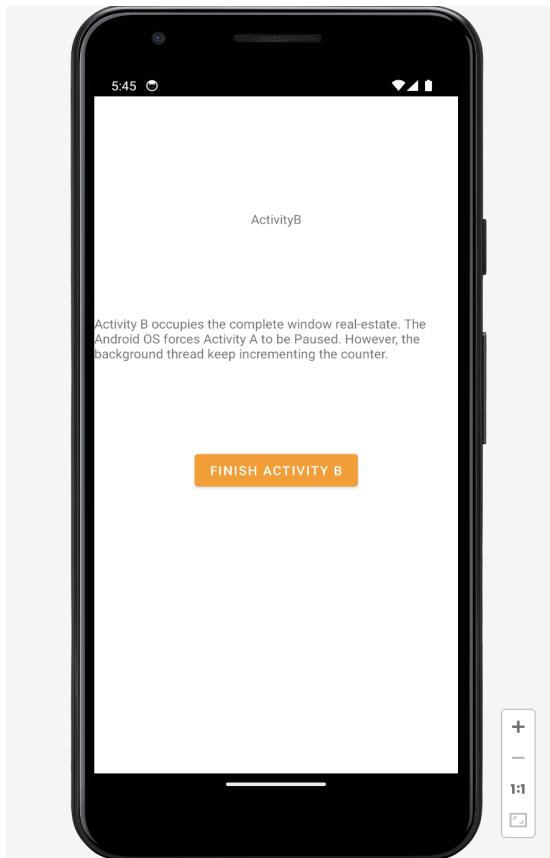 5:45
ActivityB
Activity B occupies the complete window real-estate. The
Android OS forces Activity A to be Paused. However, the
background thread keep incrementing the counter.
FINISH ACTIVITY B
1:1